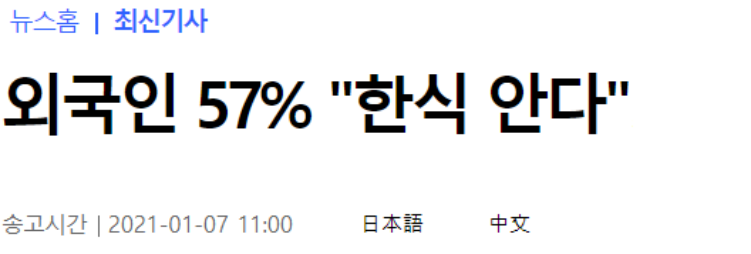 뉴스홈 | 최신기사
외국인 57% "한식 안다"
송고시간 | 2021-01-07 11:00 日本語 中文